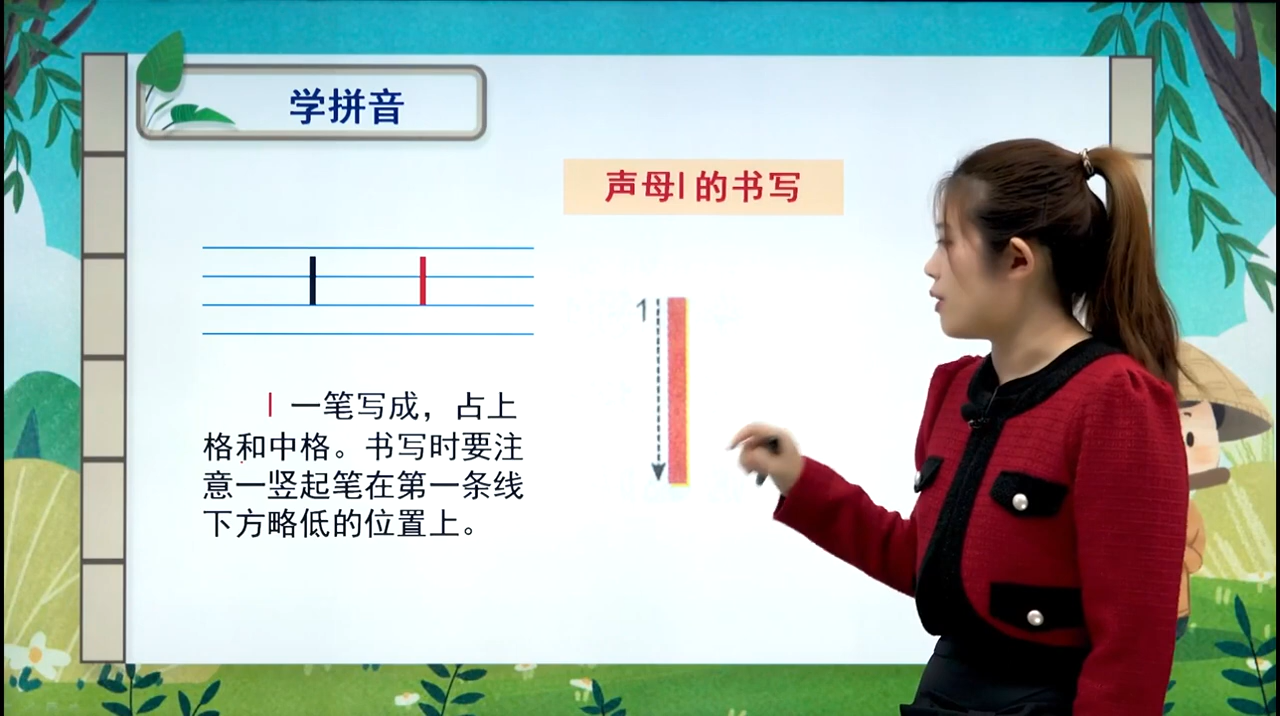 学拼音
声母l的书写
l 一笔写成，占上
格和中格。书写时要注
意一竖起笔在第一条线
下方略低的位置上。
l l
1